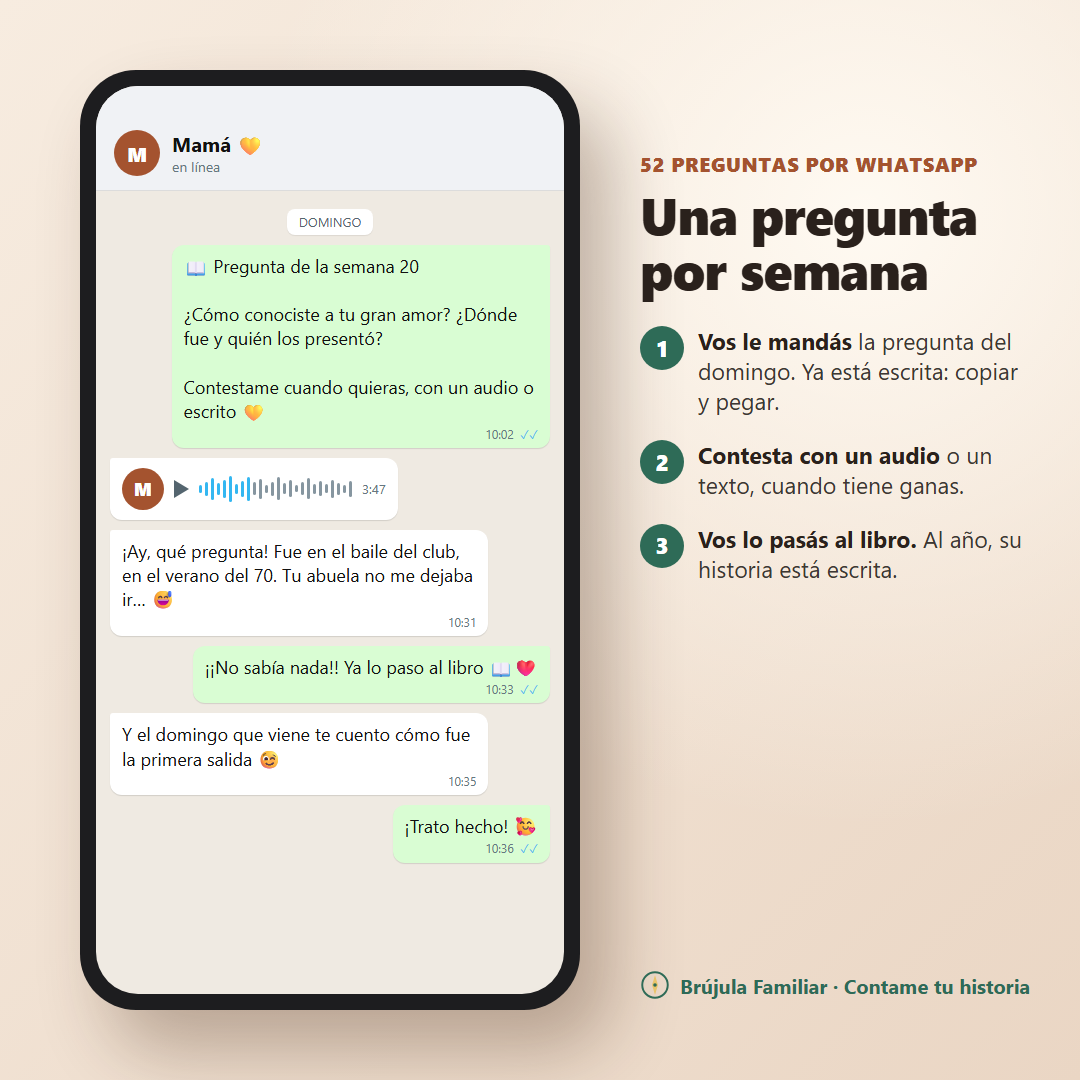 Mamá 🧡
en línea
DOMINGO
📖 Pregunta de la semana 20
¿Cómo conociste a tu gran amor? ¿Dónde
fue y quién los presentó?
Contestame cuando quieras, con un audio o
escrito 🧡
10:02 ✓✓
M
3:47
¡Ay, qué pregunta! Fue en el baile del club,
en el verano del 70. Tu abuela no me dejaba
ir... 😅
10:31
¡¡No sabía nada!! Ya lo paso al libro 📖 ❤️
10:33 ✓✓
Y el domingo que viene te cuento cómo fue
la primera salida 😉
10:35
¡Trato hecho! 🥰
10:36 ✓✓
M
52 PREGUNTAS POR WHATSAPP
Una pregunta
por semana
1
Vos le mandás la pregunta del
domingo. Ya está escrita: copiar
y pegar.
2
Contesta con un audio o un
texto, cuando tiene ganas.
3
Vos lo pasás al libro. Al año, su
historia está escrita.
Brújula Familiar · Contame tu historia